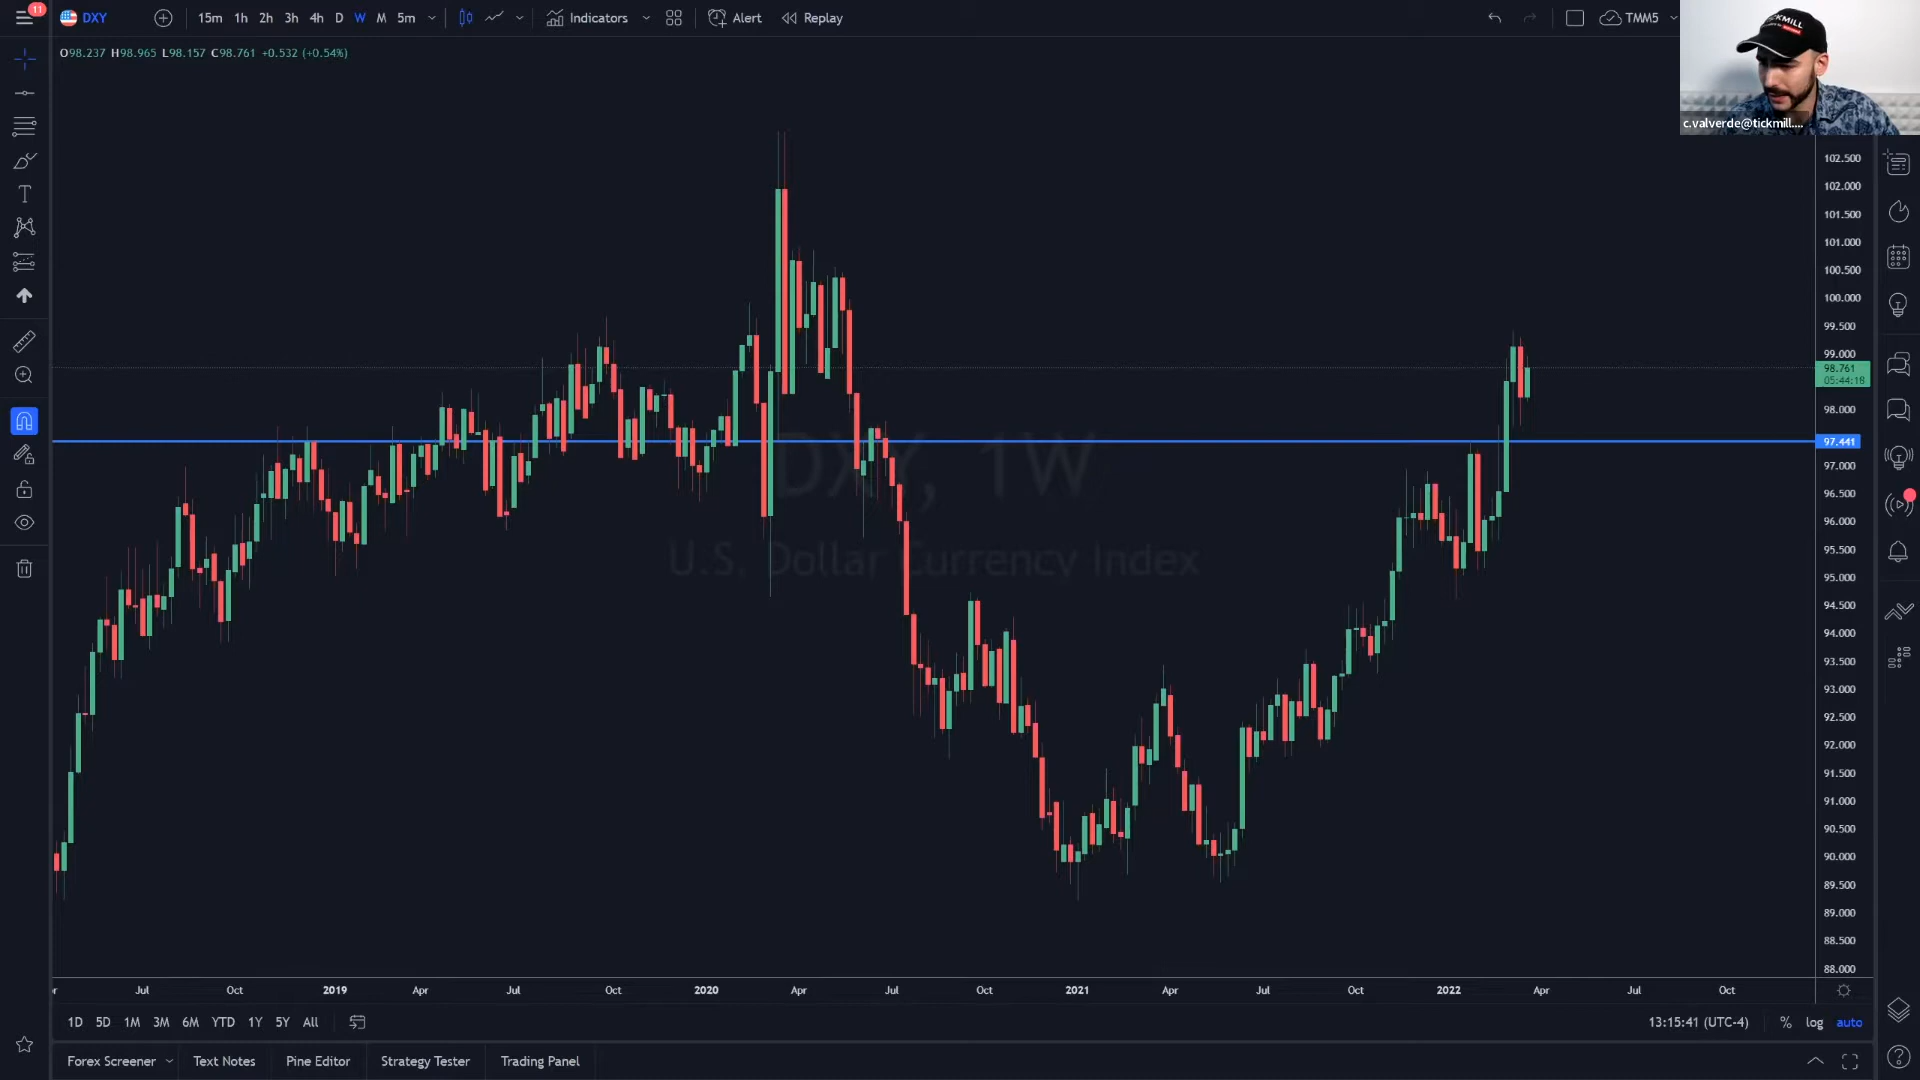 11
DXY
15m 1h 2h 3h 4h D W M 5m
Indicators
Alert
Replay
TMM5
TICKMILL
c.valverde@tickmill....
O98.237 H98.965 L98.157 C98.761 +0.532 (+0.54%)
DXY, 1W
U.S. Dollar Currency Index
102.500
102.000
101.500
101.000
100.500
100.000
99.500
99.000
98.761
05:44:18
98.000
97.441
97.000
96.500
96.000
95.500
95.000
94.500
94.000
93.500
93.000
92.500
92.000
91.500
91.000
90.500
90.000
89.500
89.000
88.500
88.000
Jul Oct 2019 Apr Jul Oct 2020 Apr Jul Oct 2021 Apr Jul Oct 2022 Apr Jul Oct
1D 5D 1M 3M 6M YTD 1Y 5Y All
13:15:41 (UTC-4) % log auto
Forex Screener Text Notes Pine Editor Strategy Tester Trading Panel